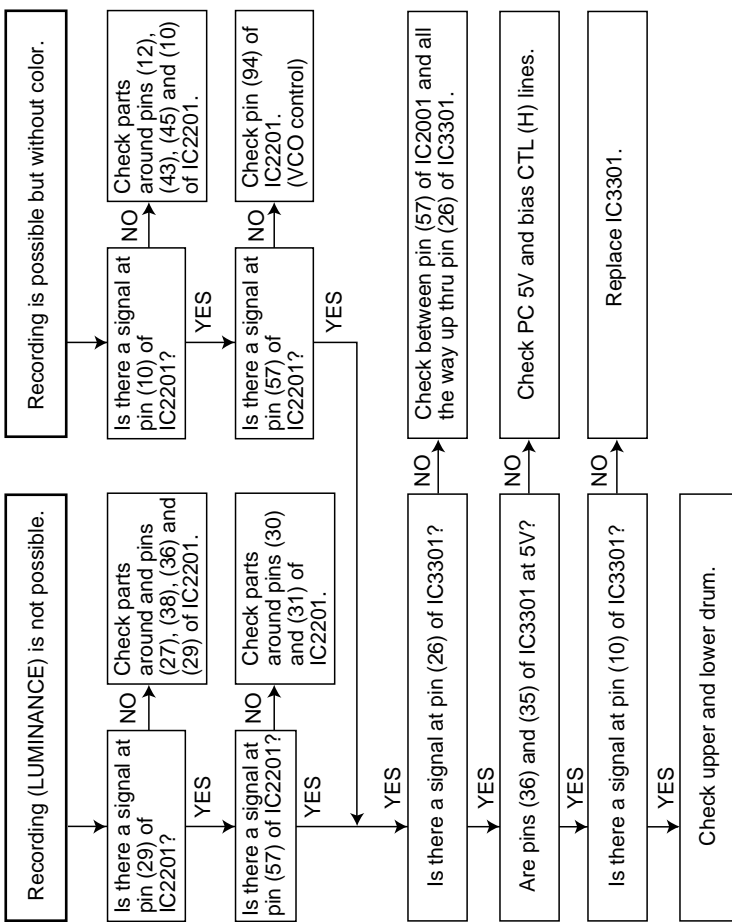 Recording (LUMINANCE) is not possible.
Is there a signal at
pin (29) of
IC2201?
NO
Check parts
around and pins
(27), (38), (36) and
(29) of IC2201.
YES
Is there a signal at
pin (57) of IC2201?
NO
Check parts
around pins (30)
and (31) of
IC2201.
YES
Recording is possible but without color.
Is there a signal at
pin (10) of
IC2201?
NO
Check parts
around pins (12),
(43), (45) and (10)
of IC2201.
YES
Is there a signal at
pin (57) of
IC2201?
NO
Check pin (94) of
IC2201.
(VCO control)
YES
Is there a signal at pin (26) of IC3301?
NO
Check between pin (57) of IC2001 and all
the way up thru pin (26) of IC3301.
YES
Are pins (36) and (35) of IC3301 at 5V?
NO
Check PC 5V and bias CTL (H) lines.
YES
Is there a signal at pin (10) of IC3301?
NO
Replace IC3301.
YES
Check upper and lower drum.